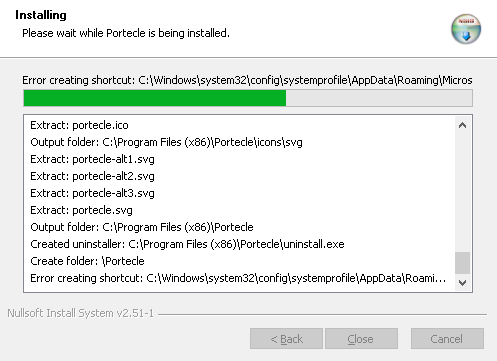 Installing
Please wait while Portecle is being installed.
Error creating shortcut: C:\Windows\system32\config\systemprofile\AppData\Roaming\Micros
Extract: portecle.ico
Output folder: C:\Program Files (x86)\Portecle\icons\svg
Extract: portecle-alt1.svg
Extract: portecle-alt2.svg
Extract: portecle-alt3.svg
Extract: portecle.svg
Output folder: C:\Program Files (x86)\Portecle
Created uninstaller: C:\Program Files (x86)\Portecle\uninstall.exe
Create folder: \Portecle
Error creating shortcut: C:\Windows\system32\config\systemprofile\AppData\Roami...
Nullsoft Install System v2.51-1
< Back Close Cancel